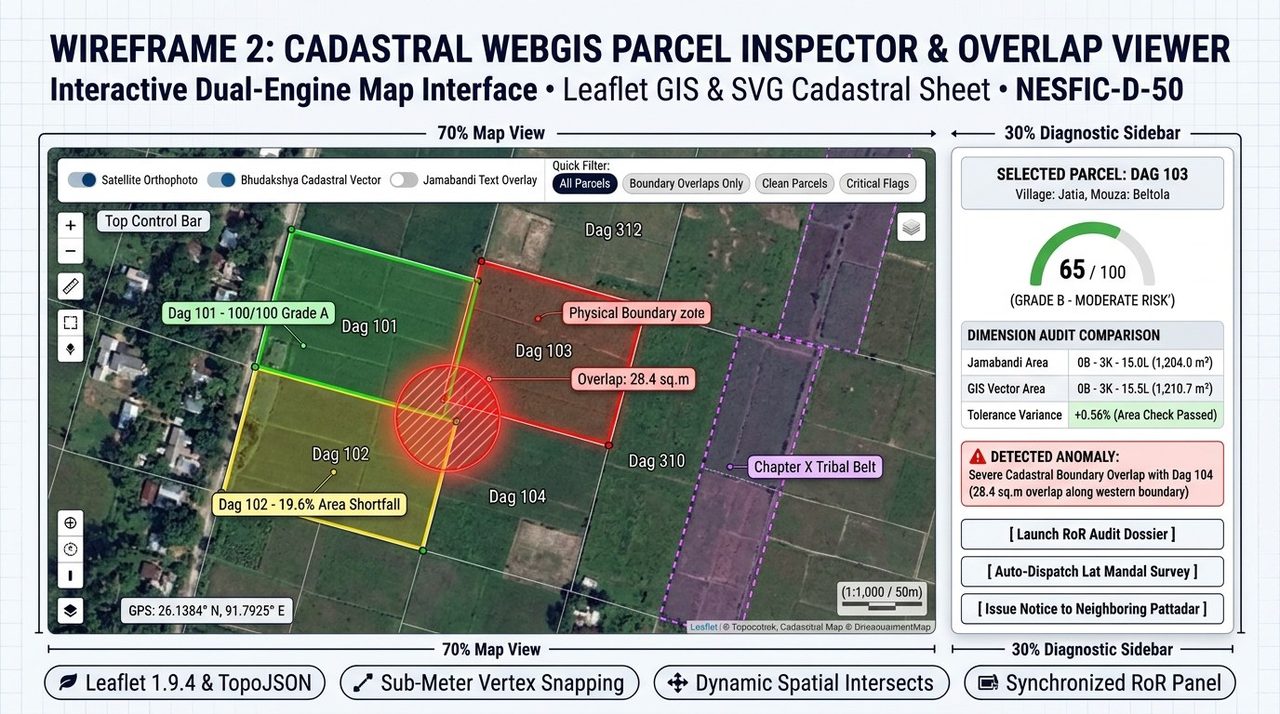 WIREFRAME 2: CADASTRAL WEBGIS PARCEL INSPECTOR & OVERLAP VIEWER
Interactive Dual-Engine Map Interface • Leaflet GIS & SVG Cadastral Sheet • NESFIC-D-50
70% Map View
30% Diagnostic Sidebar
Satellite Orthophoto
Bhudakshya Cadastral Vector
Jamabandi Text Overlay
Quick Filter:
All Parcels
Boundary Overlaps Only
Clean Parcels
Critical Flags
Top Control Bar
Dag 312
Dag 101 - 100/100 Grade A
Dag 101
Physical Boundary zote
Dag 103
Overlap: 28.4 sq.m
Dag 102
Dag 310
Chapter X Tribal Belt
Dag 102 - 19.6% Area Shortfall
Dag 104
GPS: 26.1384° N, 91.7925° E
(1:1,000 / 50m)
Leaflet | © Topocotrek, Cadastral Map © DrieaouarmentMap
SELECTED PARCEL: DAG 103
Village: Jatia, Mouza: Beltola
65 / 100
(GRADE B - MODERATE RISK')
DIMENSION AUDIT COMPARISON
Jamabandi Area 0B - 3K - 15.0L (1,204.0 m²)
GIS Vector Area 0B - 3K - 15.5L (1,210.7 m²)
Tolerance Variance +0.56% (Area Check Passed)
DETECTED ANOMALY:
Severe Cadastral Boundary Overlap with Dag 104
(28.4 sq.m overlap along western boundary)
[ Launch RoR Audit Dossier ]
[ Auto-Dispatch Lat Mandal Survey ]
[ Issue Notice to Neighboring Pattadar ]
70% Map View
30% Diagnostic Sidebar
Leaflet 1.9.4 & TopoJSON
Sub-Meter Vertex Snapping
Dynamic Spatial Intersects
Synchronized RoR Panel